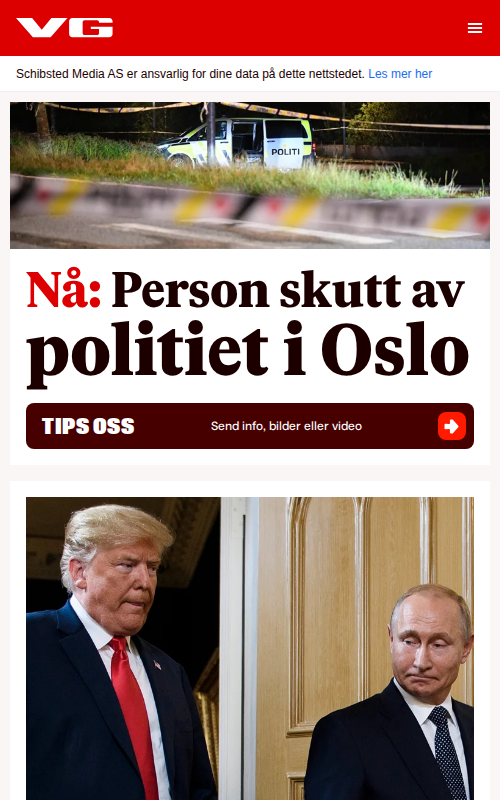 VG
Schibsted Media AS er ansvarlig for dine data på dette nettstedet. Les mer her
POLITI
Nå: Person skutt av
politiet i Oslo
TIPS OSS
Send info, bilder eller video